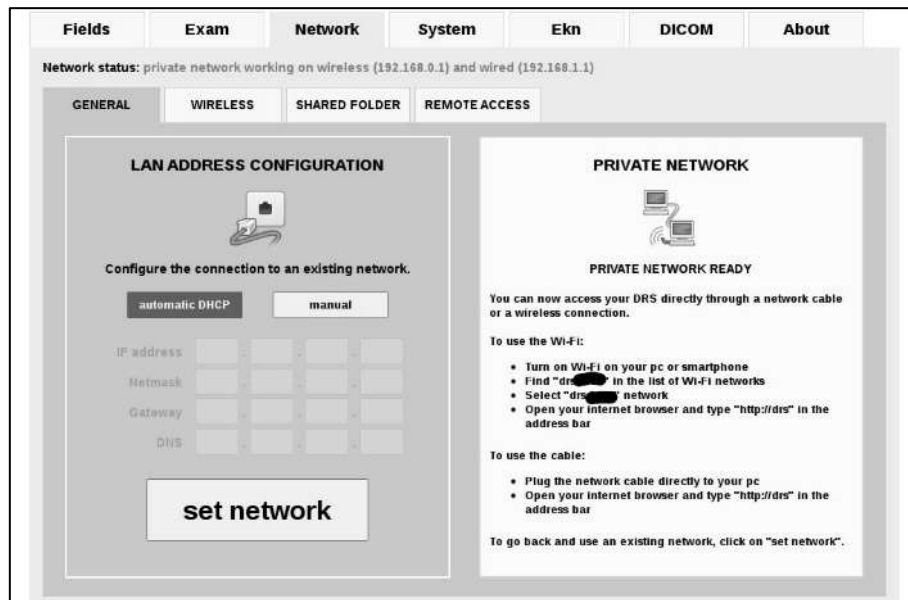 Fields Exam Network System Ekn DICOM About
Network status: private network working on wireless (192.168.0.1) and wired (192.168.1.1)
GENERAL WIRELESS SHARED FOLDER REMOTE ACCESS
LAN ADDRESS CONFIGURATION
Configure the connection to an existing network.
automatic DHCP manual
IP address
Netmask
Gateway
DNS
set network
PRIVATE NETWORK
PRIVATE NETWORK READY
You can now access your DRS directly through a network cable
or a wireless connection.
To use the Wi-Fi:
• Turn on Wi-Fi on your pc or smartphone
• Find "drs " in the list of Wi-Fi networks
• Select "drs " network
• Open your internet browser and type "http://drs" in the
address bar
To use the cable:
• Plug the network cable directly to your
pc
• Open your internet browser and type "http://drs" in the
address bar
To go back and use an existing network, click on "set network".